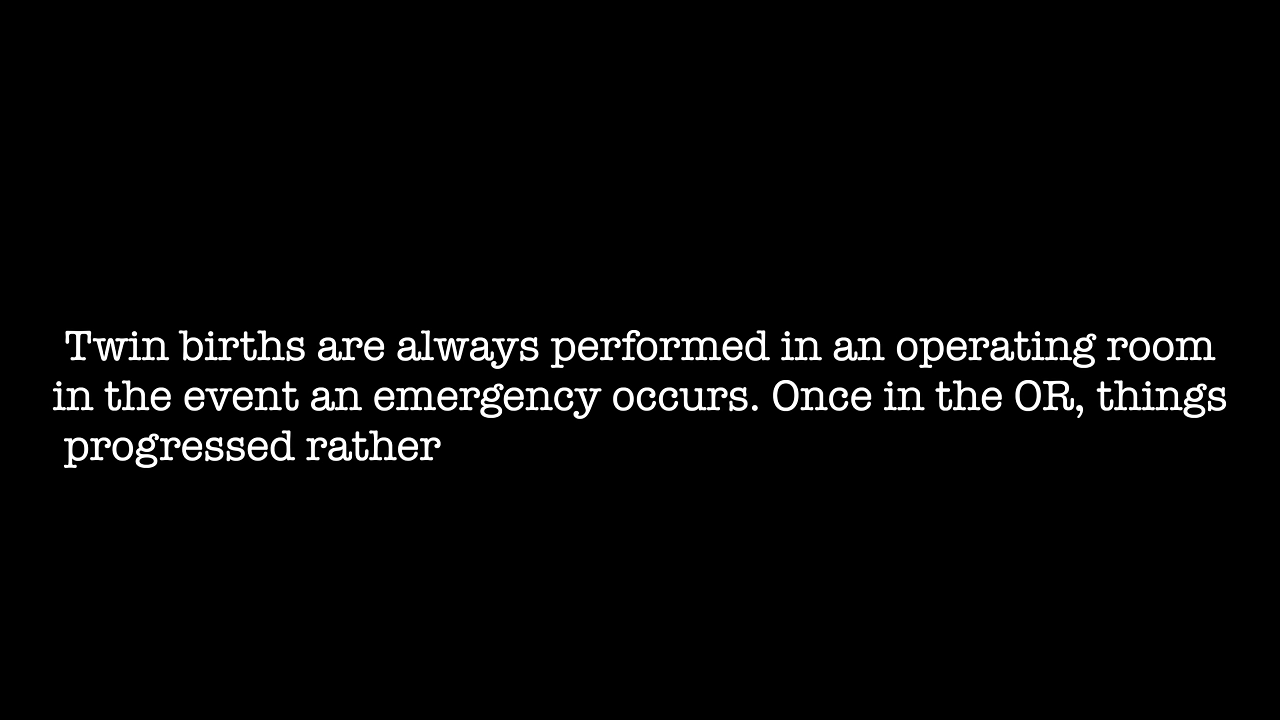 Twin births are always performed in an operating room
in the event an emergency occurs. Once in the OR, things
progressed rather